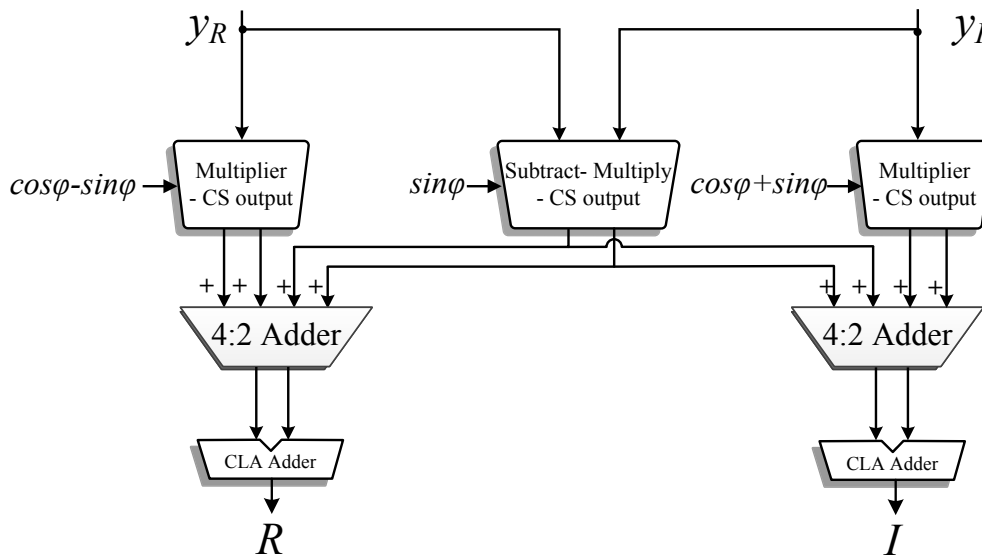 y_R
y_I
Multiplier
- CS output
Subtract- Multiply
- CS output
Multiplier
- CS output
cosφ-sinφ
sinφ
cosφ+sinφ
+ + + +
+ + + +
4:2 Adder
4:2 Adder
CLA Adder
CLA Adder
R
I